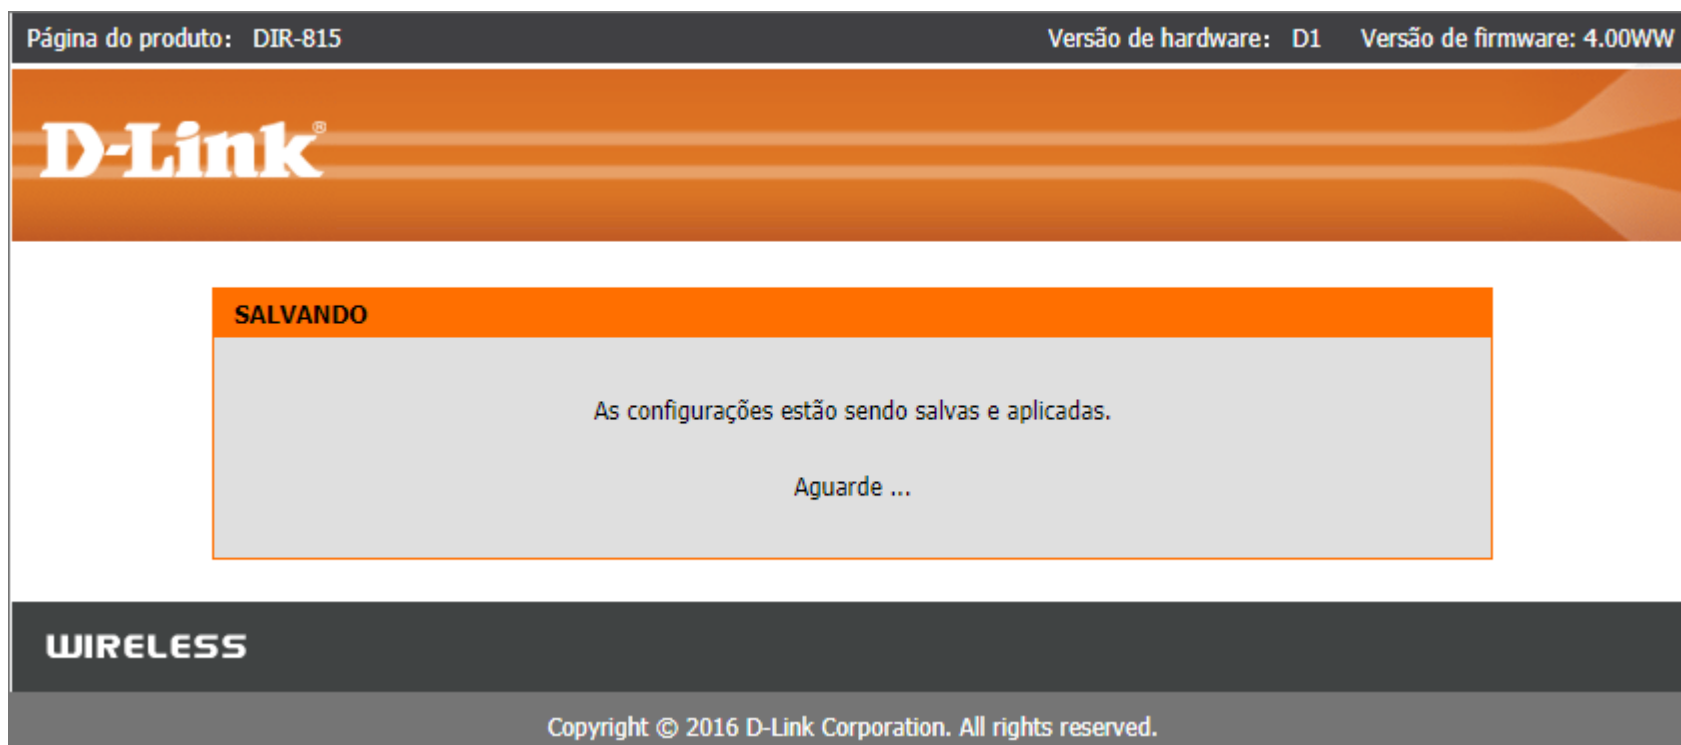 Página do produto: DIR-815 Versão de hardware: D1 Versão de firmware: 4.00WW
D-Link®
SALVANDO
As configurações estão sendo salvas e aplicadas.
Aguarde ...
WIRELESS
Copyright © 2016 D-Link Corporation. All rights reserved.